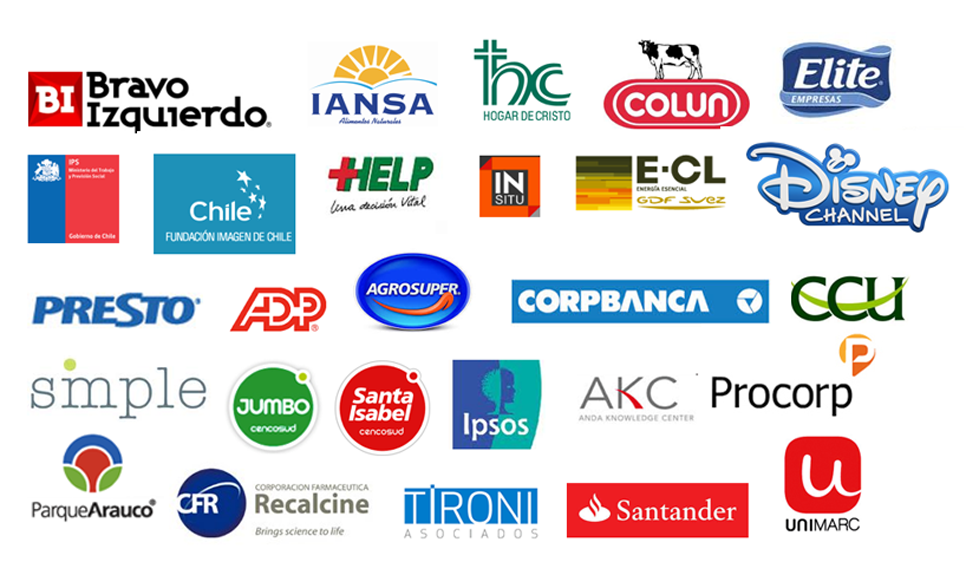 BI Bravo
Izquierdo®
IANSA
Alimentos Naturales
hc
HOGAR DE CRISTO
COLUN
Elite®
EMPRESAS
IPS
Ministerio del Trabajo
y Previsión Social
Gobierno de Chile
Chile
FUNDACIÓN IMAGEN DE CHILE
+HELP
Una decisión Vital
IN
SITU
E·CL
ENERGÍA ESENCIAL
GDF SUEZ
DISNEY
CHANNEL
PRESTO®
ADP®
AGROSUPER®
CORPBANCA
CCU
simple
JUMBO
cencosud
Santa
Isabel
cencosud
Ipsos
AKC
ANDA KNOWLEDGE CENTER
P
Procorp
ParqueArauco®
CFR
CORPORACION FARMACEUTICA
Recalcine
Brings science to life
TIRONI
ASOCIADOS
Santander
u
UNIMARC